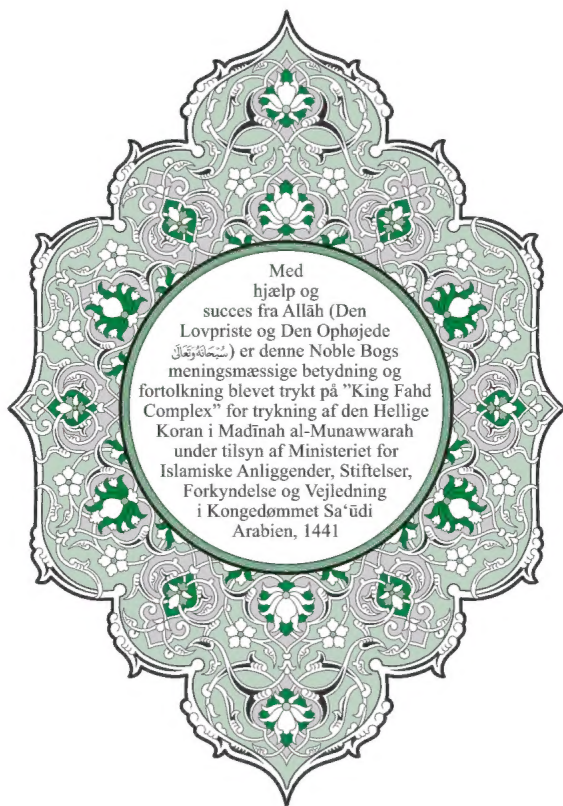 Med
hjælp og
succes fra Allāh (Den
Lovpriste og Den Ophøjede
سُبْحَانَهُ وَتَعَالَىٰ) er denne Noble Bogs
meningsmæssige betydning og
fortolkning blevet trykt på ”King Fahd
Complex” for trykning af den Hellige
Koran i Madīnah al-Munawwarah
under tilsyn af Ministeriet for
Islamiske Anliggender, Stiftelser,
Forkyndelse og Vejledning
i Kongedømmet Sa‘ūdi
Arabien, 1441